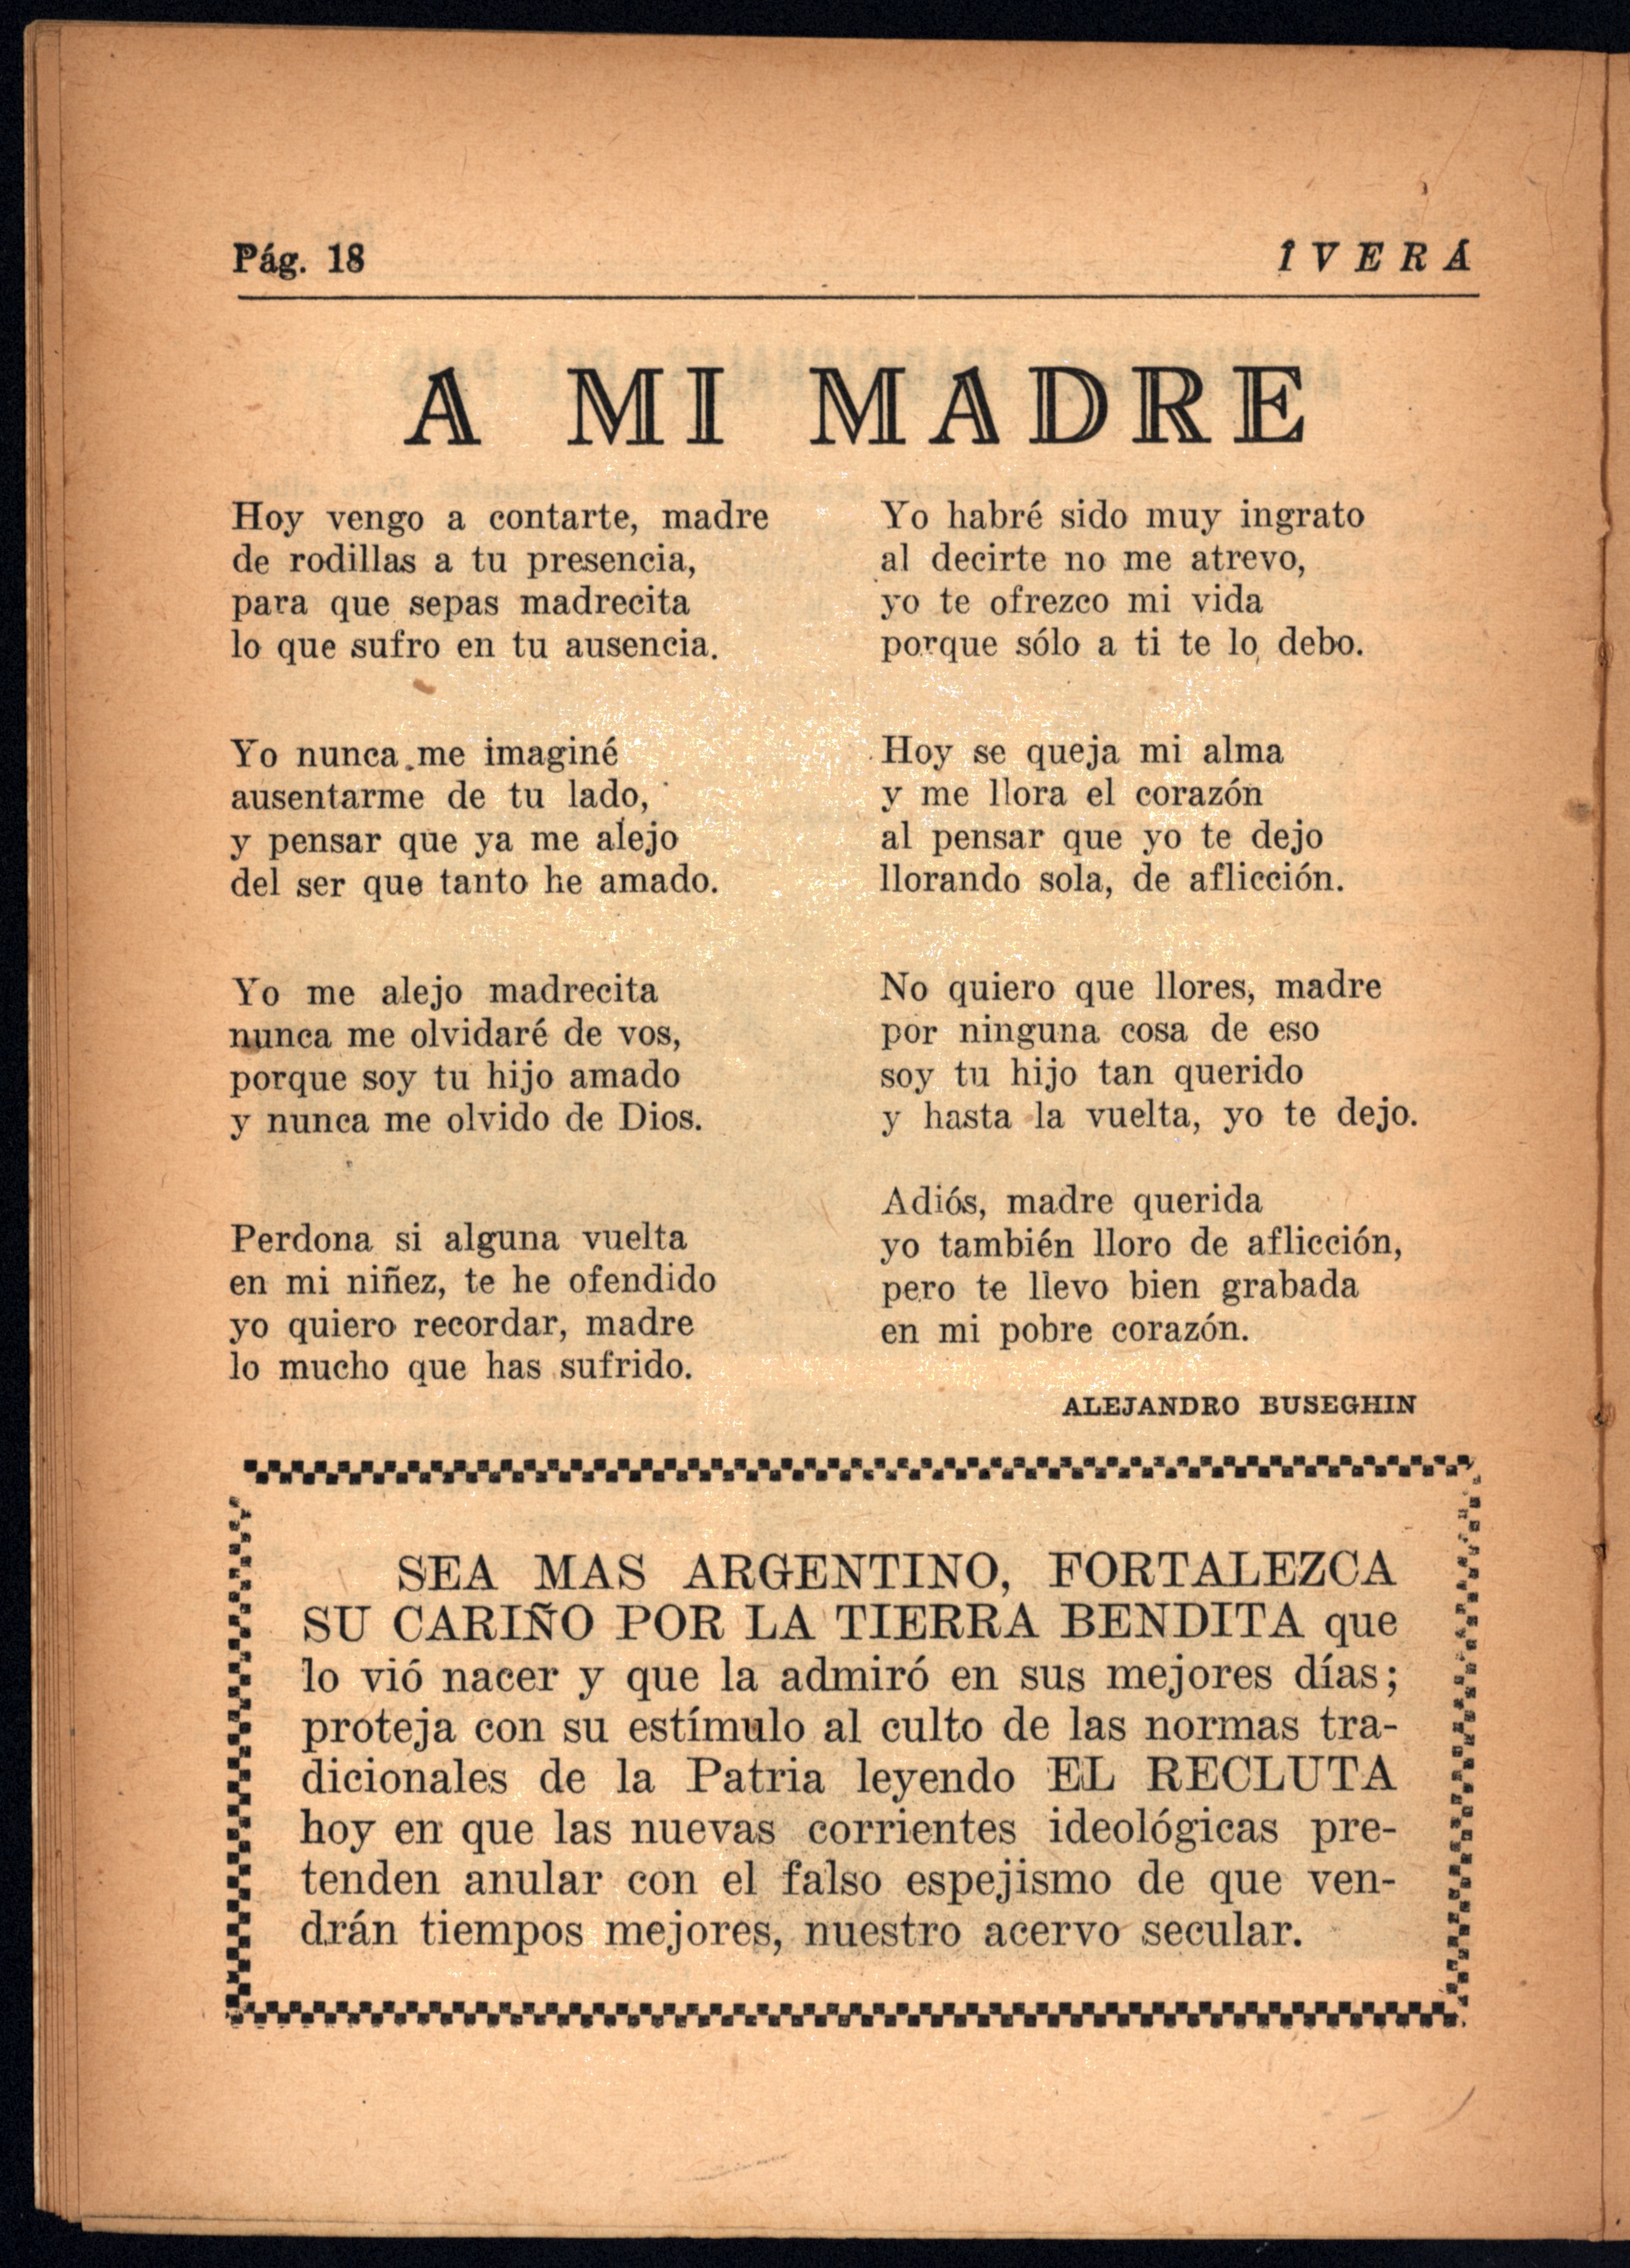 Pág. 18
ÎVERÁ
A MI MADRE
Hoy vengo a contarte, madre
de rodillas a tu presencia,
para que sepas madrecita
lo que sufro en tu ausencia.
Yo nunca me imaginé
ausentarme de tu lado,
y pensar que ya me alejo
del ser que tanto he amado.
Yo me alejo madrecita
nunca me olvidaré de vos,
porque soy tu hijo amado
y nunca me olvido de Dios.
Perdona si alguna vuelta
en mi niñez, te he ofendido
yo quiero recordar, madre
lo mucho que has sufrido.
Yo habré sido muy ingrato
al decirte no me atrevo,
yo te ofrezco mi vida
porque sólo a ti te lo debo.
Hoy se queja mi alma
y me llora el corazón
al pensar que yo te dejo
llorando sola, de aflicción.
No quiero que llores, madre
por ninguna cosa de eso
soy tu hijo tan querido
y hasta la vuelta, yo te dejo.
Adiós, madre querida
yo también lloro de aflicción,
pero te llevo bien grabada
en mi pobre corazón.
ALEJANDRO BUSEGHIN
SEA MAS ARGENTINO, FORTALEZCA
SU CARIÑO POR LA TIERRA BENDITA que
lo vió nacer y que la admiró en sus mejores días;
proteja con su estímulo al culto de las normas tra-
dicionales de la Patria leyendo EL RECLUTA
hoy en que las nuevas corrientes ideológicas pre-
tenden anular con el falso espejismo de que ven-
drán tiempos mejores, nuestro acervo secular.